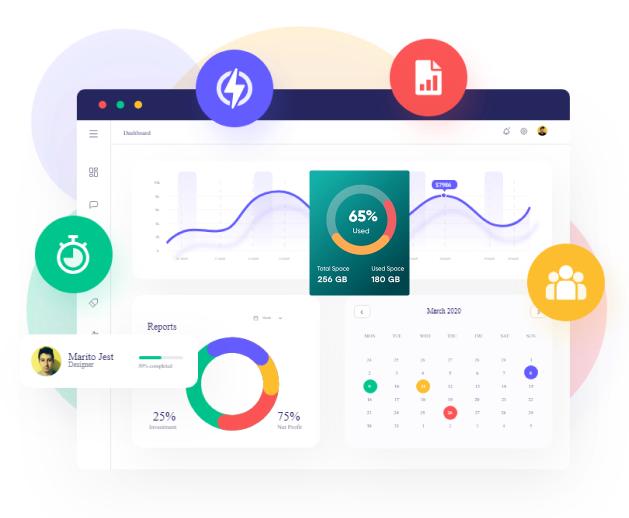 Dashboard
$7986
65%
Used
Total Space
Used Space
256 GB
180 GB
Reports
Month
Marito Jest
Designer
25%
Investment
75%
Net Profit
March 2020
MON TUE WED THU FRI SAT SUN
24 25 26 27 28 29 1
2 3 4 5 6 7 8
9 10 11 12 13 14 15
16 17 18 19 20 21 22
23 24 25 26 27 28 29
30 31 1 2 3 4 5